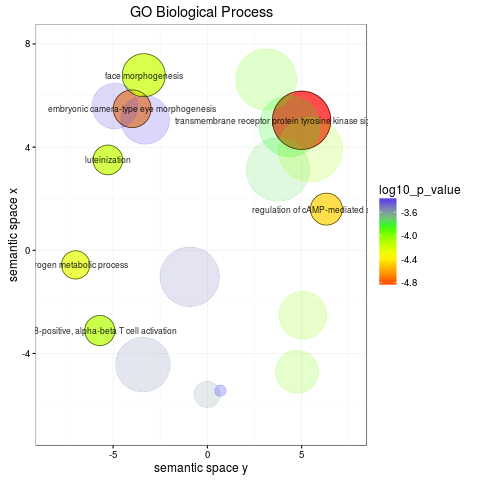 GO Biological Process
8
4
0
-4
-5
0
5
semantic space x
semantic space y
face morphogenesis
embryonic camera-type eye morphogenesis
transmembrane receptor protein tyrosine kinase si
luteinization
regulation of cAMP-mediated
rogen metabolic process
-positive, alpha-beta T cell activation
log10_p_value
-3.6
-4.0
-4.4
-4.8